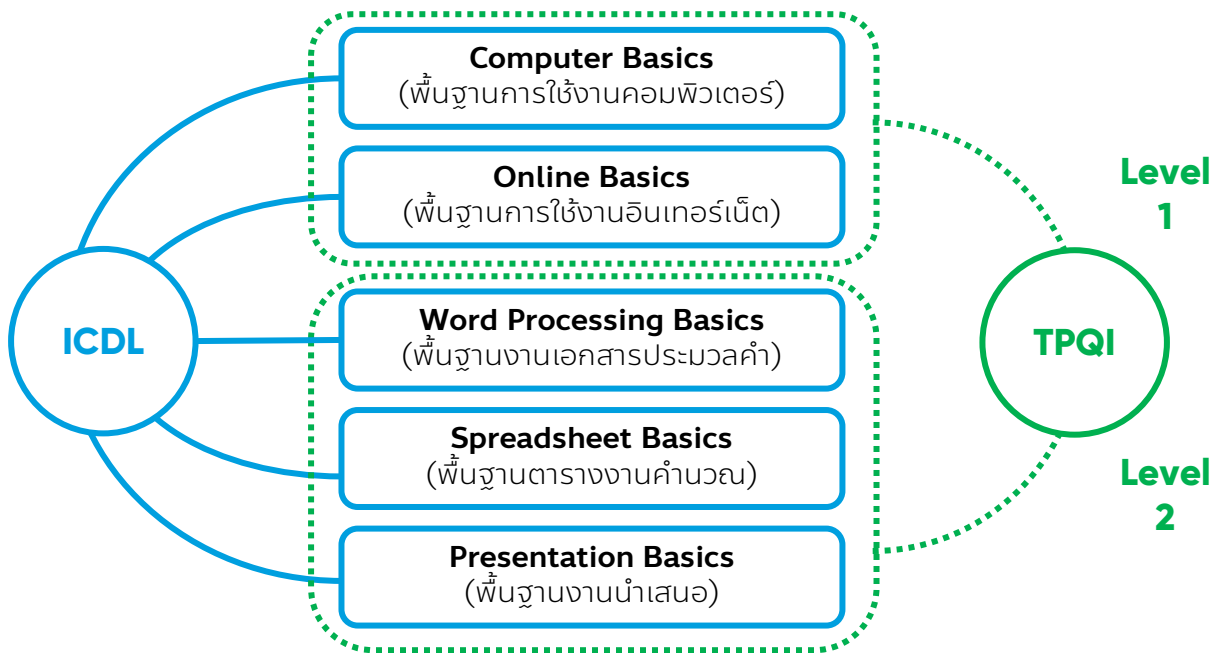 Computer Basics
(พื้นฐานการใช้งานคอมพิวเตอร์)
Online Basics
(พื้นฐานการใช้งานอินเทอร์เน็ต)
Word Processing Basics
(พื้นฐานงานเอกสารประมวลคำ)
Spreadsheet Basics
(พื้นฐานตารางงานคำนวณ)
Presentation Basics
(พื้นฐานงานนำเสนอ)
ICDL
TPQI
Level
1
Level
2